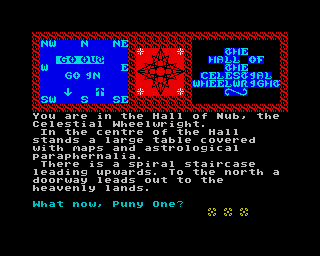 NW N NE
GO OUT
W E
GO IN
SW S SE
THE
HALL OF
THE
CELESTIAL
WHEELWRIGHT
You are in the Hall of Nub, the
Celestial Wheelwright.
In the centre of the Hall
stands a large table covered
with maps and astrological
paraphernalia.
There is a spiral staircase
leading upwards. To the north a
doorway leads out to the
heavenly lands.
What now, Puny One?